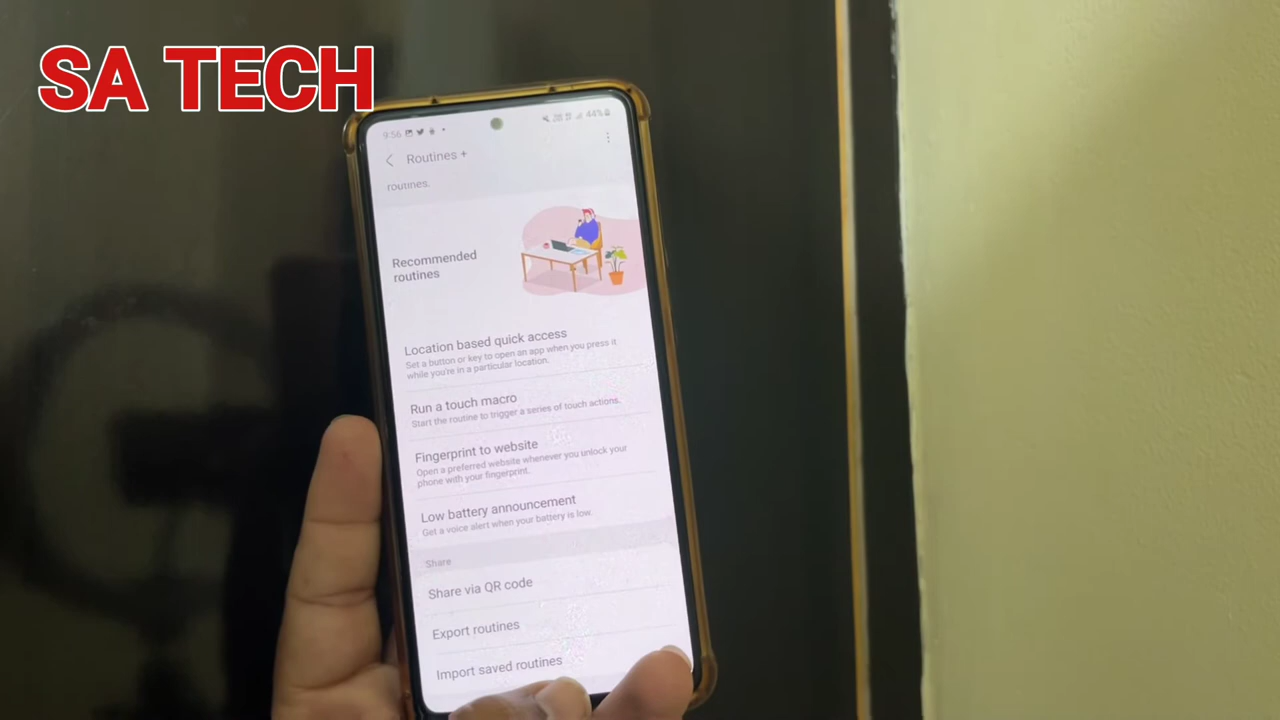 SA TECH
9:56
44%
Routines +
routines.
Recommended
routines
Location based quick access
Set a button or key to open an app when you press it
while you're in a particular location.
Run a touch macro
Start the routine to trigger a series of touch actions.
Fingerprint to website
Open a preferred website whenever you unlock your
phone with your fingerprint.
Low battery announcement
Get a voice alert when your battery is low.
Share
Share via QR code
Export routines
Import saved routines